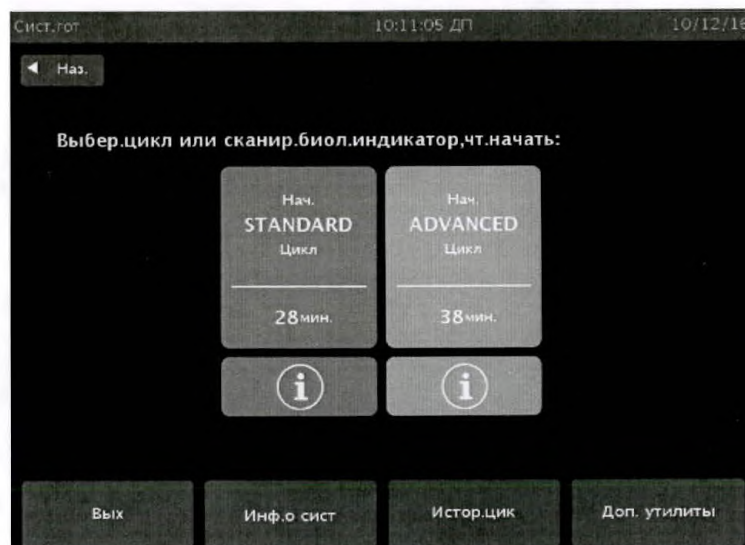 Сист.гот 10:11:05 ДП 10/12/16
Наз.
Выбер.цикл или сканир.биол.индикатор,чт.начать:
Нач. Нач.
STANDARD ADVANCED
Цикл Цикл
28мин. 38мин.
Вых Инф.о сист Истор.цик Доп. утилиты